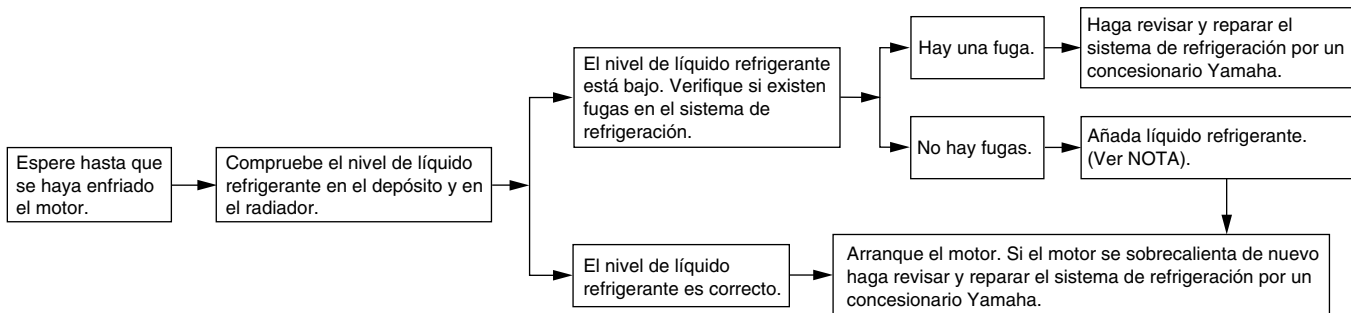 Espere hasta que
se haya enfriado
el motor.
Compruebe el nivel de líquido
refrigerante en el depósito y en
el radiador.
El nivel de líquido refrigerante
está bajo. Verifique si existen
fugas en el sistema de
refrigeración.
Hay una fuga.
Haga revisar y reparar el
sistema de refrigeración por un
concesionario Yamaha.
No hay fugas.
Añada líquido refrigerante.
(Ver NOTA).
El nivel de líquido
refrigerante es correcto.
Arranque el motor. Si el motor se sobrecalienta de nuevo
haga revisar y reparar el sistema de refrigeración por un
concesionario Yamaha.